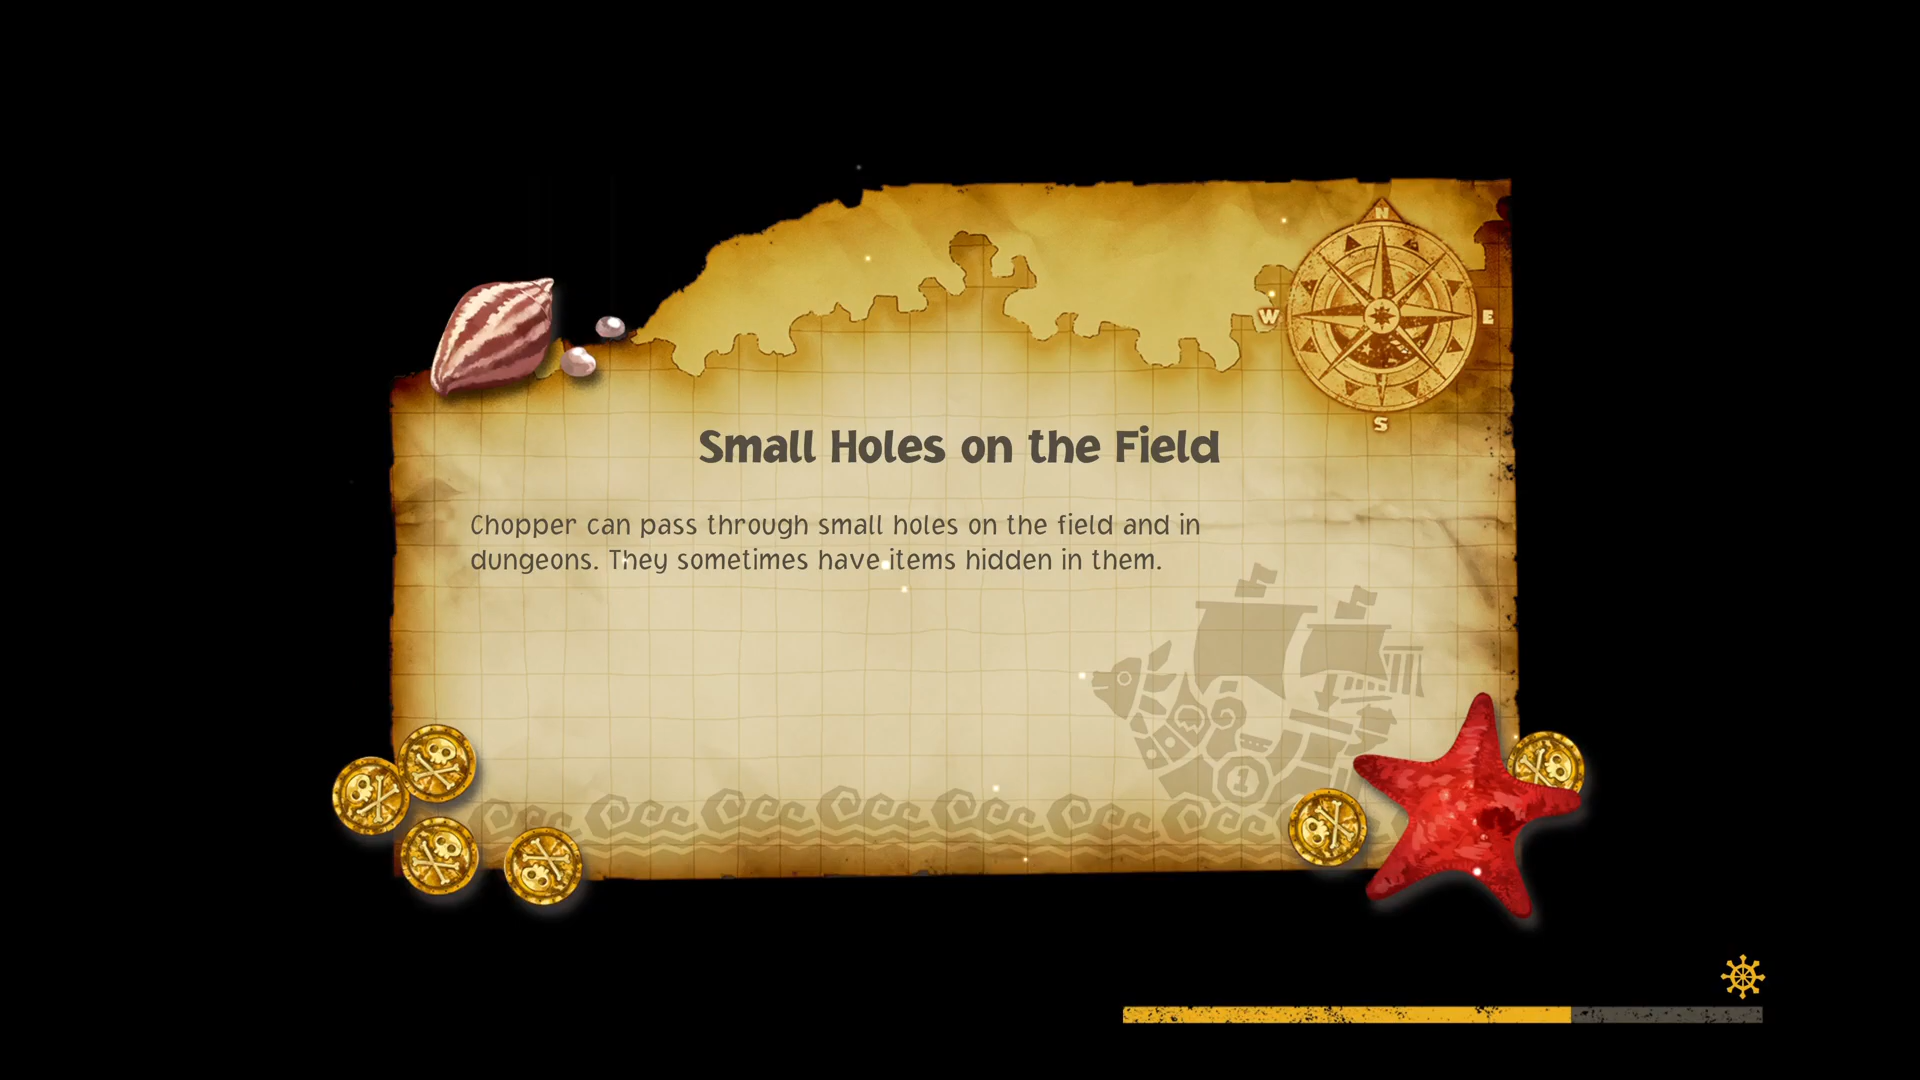 N
W
E
S
Small Holes on the Field
Chopper can pass through small holes on the field and in
dungeons. They sometimes have items hidden in them.
1